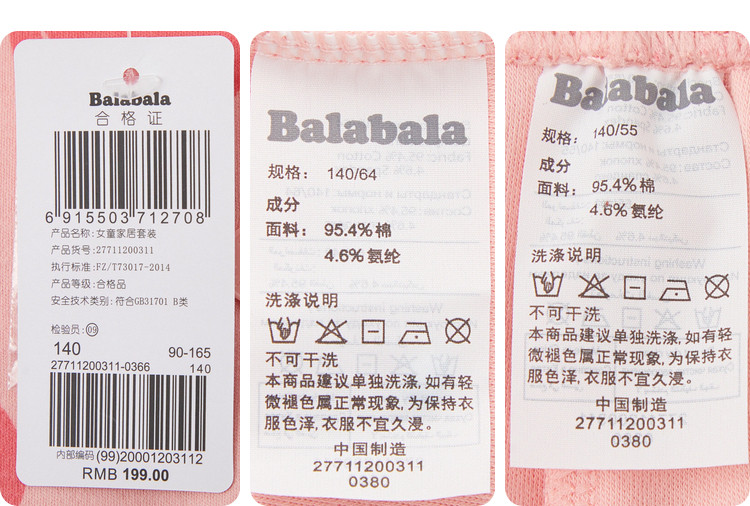 Balabala
合格证
6 915503 712708
产品名称:女童家居套装
产品货号:27711200311
执行标准:FZ/T73017-2014
产品等级:合格品
安全技术类别:符合GB31701 B类
检验员:09
140 90-165
27711200311-0366 140
内部编码(99)20001203112
RMB 199.00
Balabala
规格: 140/64
成分
面料: 95.4%棉
4.6%氨纶
洗涤说明
不可干洗
本商品建议单独洗涤,如有轻
微褪色属正常现象,为保持衣
服色泽,衣服不宜久浸。
中国制造
27711200311
0380
Balabala
规格: 140/55
成分
面料: 95.4%棉
4.6%氨纶
洗涤说明
不可干洗
本商品建议单独洗涤,如有轻
微褪色属正常现象,为保持衣
服色泽,衣服不宜久浸。
中国制造
27711200311
0380